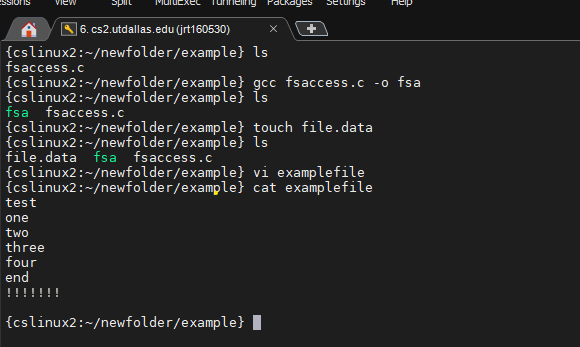 essions View Split MultiExec Tunneling Packages Settings Help
6. cs2.utdallas.edu (jrt160530)
{cslinux2:~/newfolder/example} ls
fsaccess.c
{cslinux2:~/newfolder/example} gcc fsaccess.c -o fsa
{cslinux2:~/newfolder/example} ls
fsa  fsaccess.c
{cslinux2:~/newfolder/example} touch file.data
{cslinux2:~/newfolder/example} ls
file.data  fsa  fsaccess.c
{cslinux2:~/newfolder/example} vi examplefile
{cslinux2:~/newfolder/example} cat examplefile
test
one
two
three
four
end
!!!!!!!
{cslinux2:~/newfolder/example}